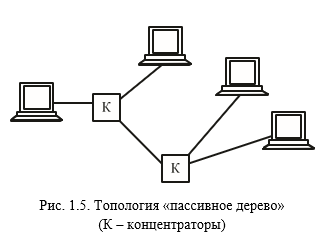 К
К
Рис. 1.5. Топология «пассивное дерево»
(К – концентраторы)